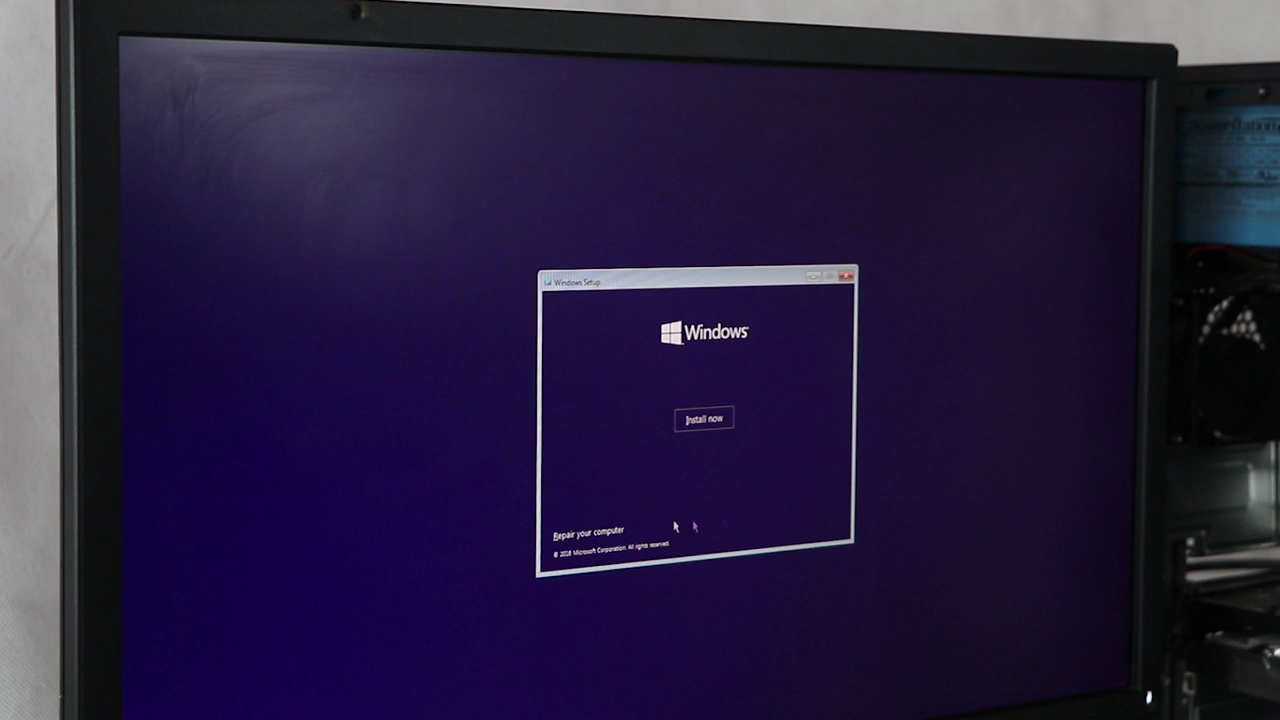 Windows Setup
Windows
Install now
Repair your computer
© 2018 Microsoft Corporation. All rights reserved.